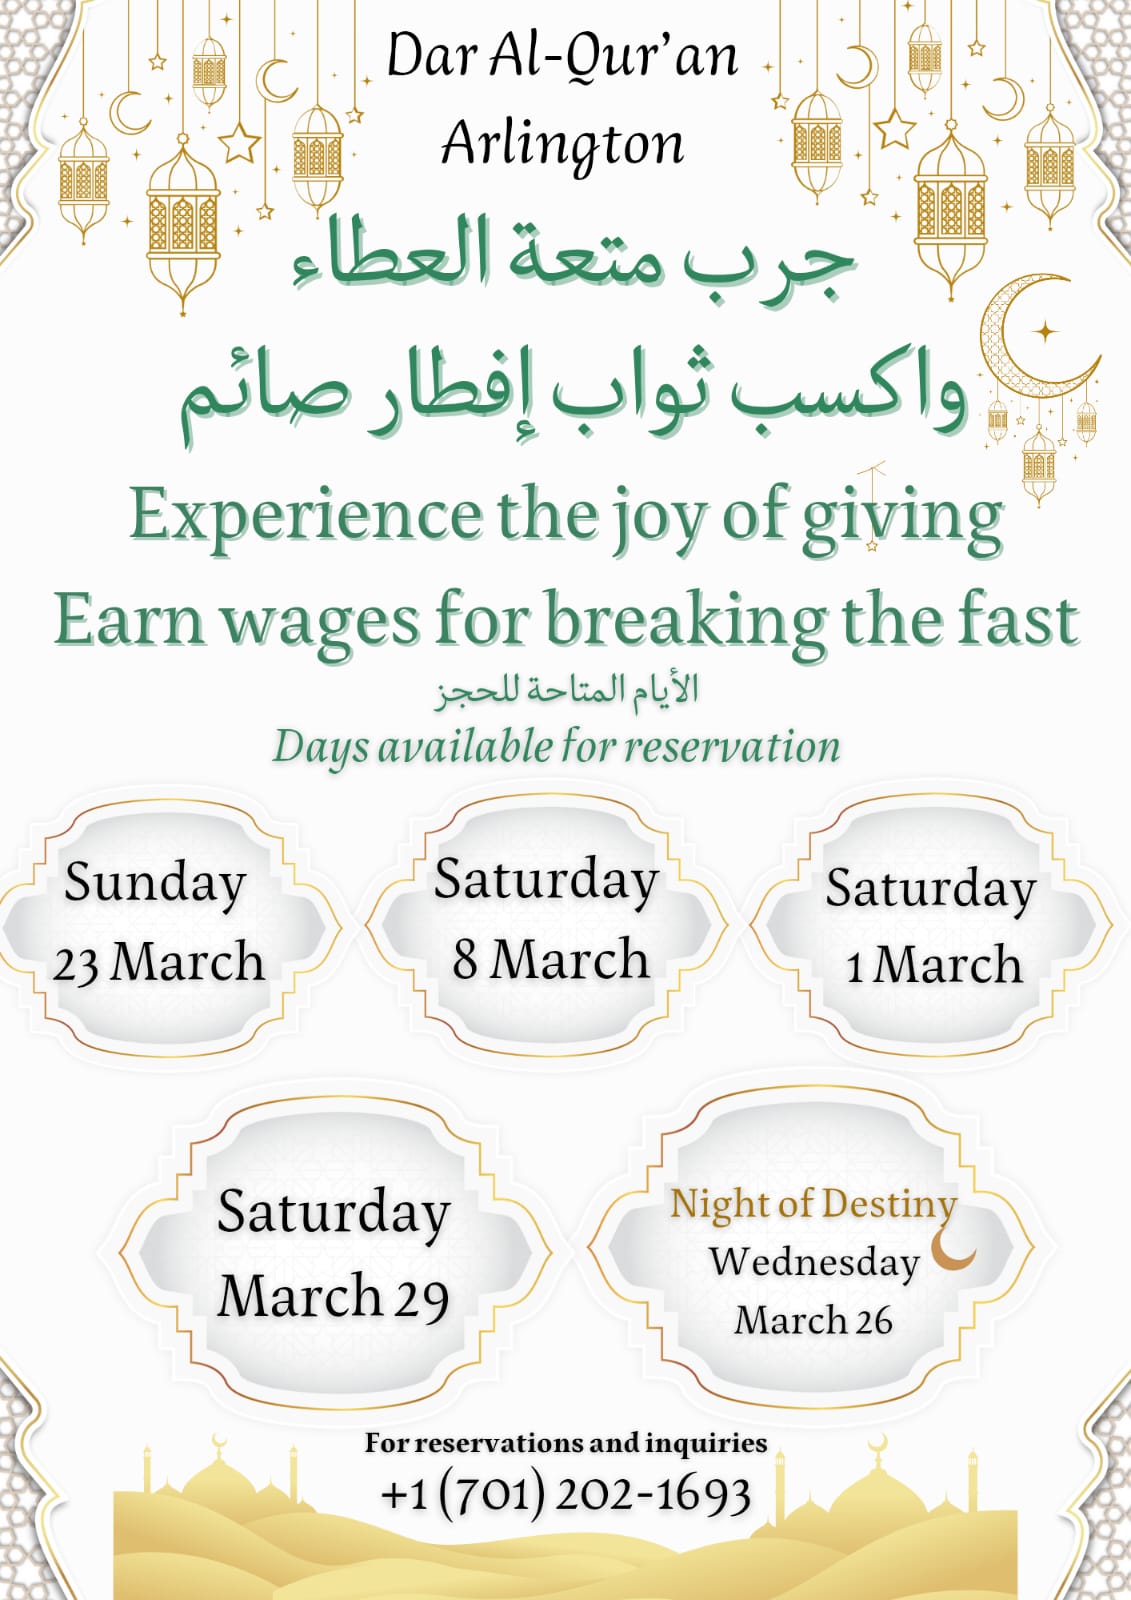 Dar Al-Qur'an
Arlington
جرب متعة العطاء
واكسب ثواب إفطار صائم
Experience the joy of giving
Earn wages for breaking the fast
الأيام المتاحة للحجز
Days available for reservation
Sunday
23 March
Saturday
8 March
Saturday
1 March
Saturday
March 29
Night of Destiny
Wednesday
March 26
For reservations and inquiries
+1 (701) 202-1693